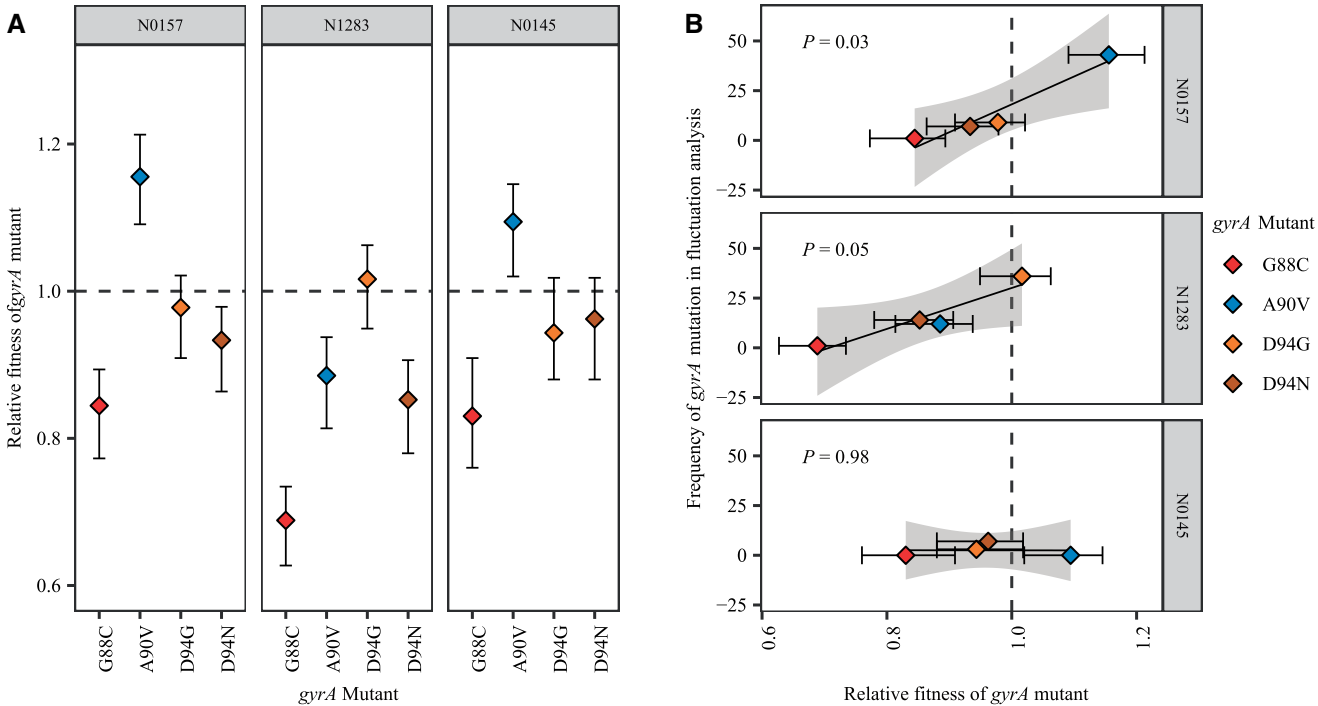 A
N0157
N1283
N0145
Relative fitness ofgyrA mutant
1.2
1.0
0.8
0.6
G88C
A90V
D94G
D94N
G88C
A90V
D94G
D94N
G88C
A90V
D94G
D94N
gyrA Mutant
B
Frequency of gyrA mutation in fluctuation analysis
50
25
0
−25
P = 0.03
N0157
50
25
0
−25
P = 0.05
N1283
50
25
0
−25
P = 0.98
N0145
0.6
0.8
1.0
1.2
Relative fitness of gyrA mutant
gyrA Mutant
G88C
A90V
D94G
D94N